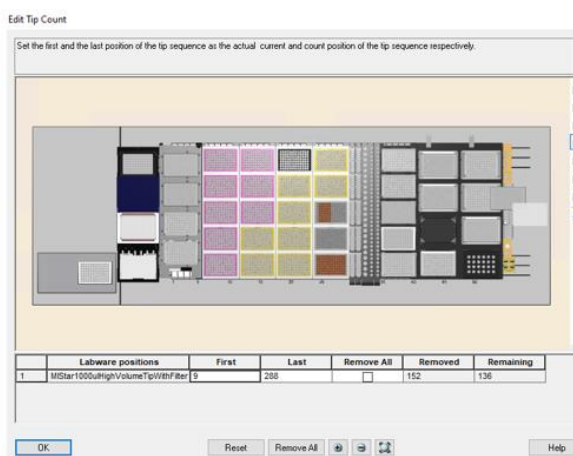 Edit Tip Count
Set the first and the last position of the tip sequence as the actual current and count position of the tip sequence respectively.
Labware positions First Last Remove All Removed Remaining
1 MlStar1000ulHighVolumeTipWithFilter 9 288 152 136
OK Reset Remove All Help